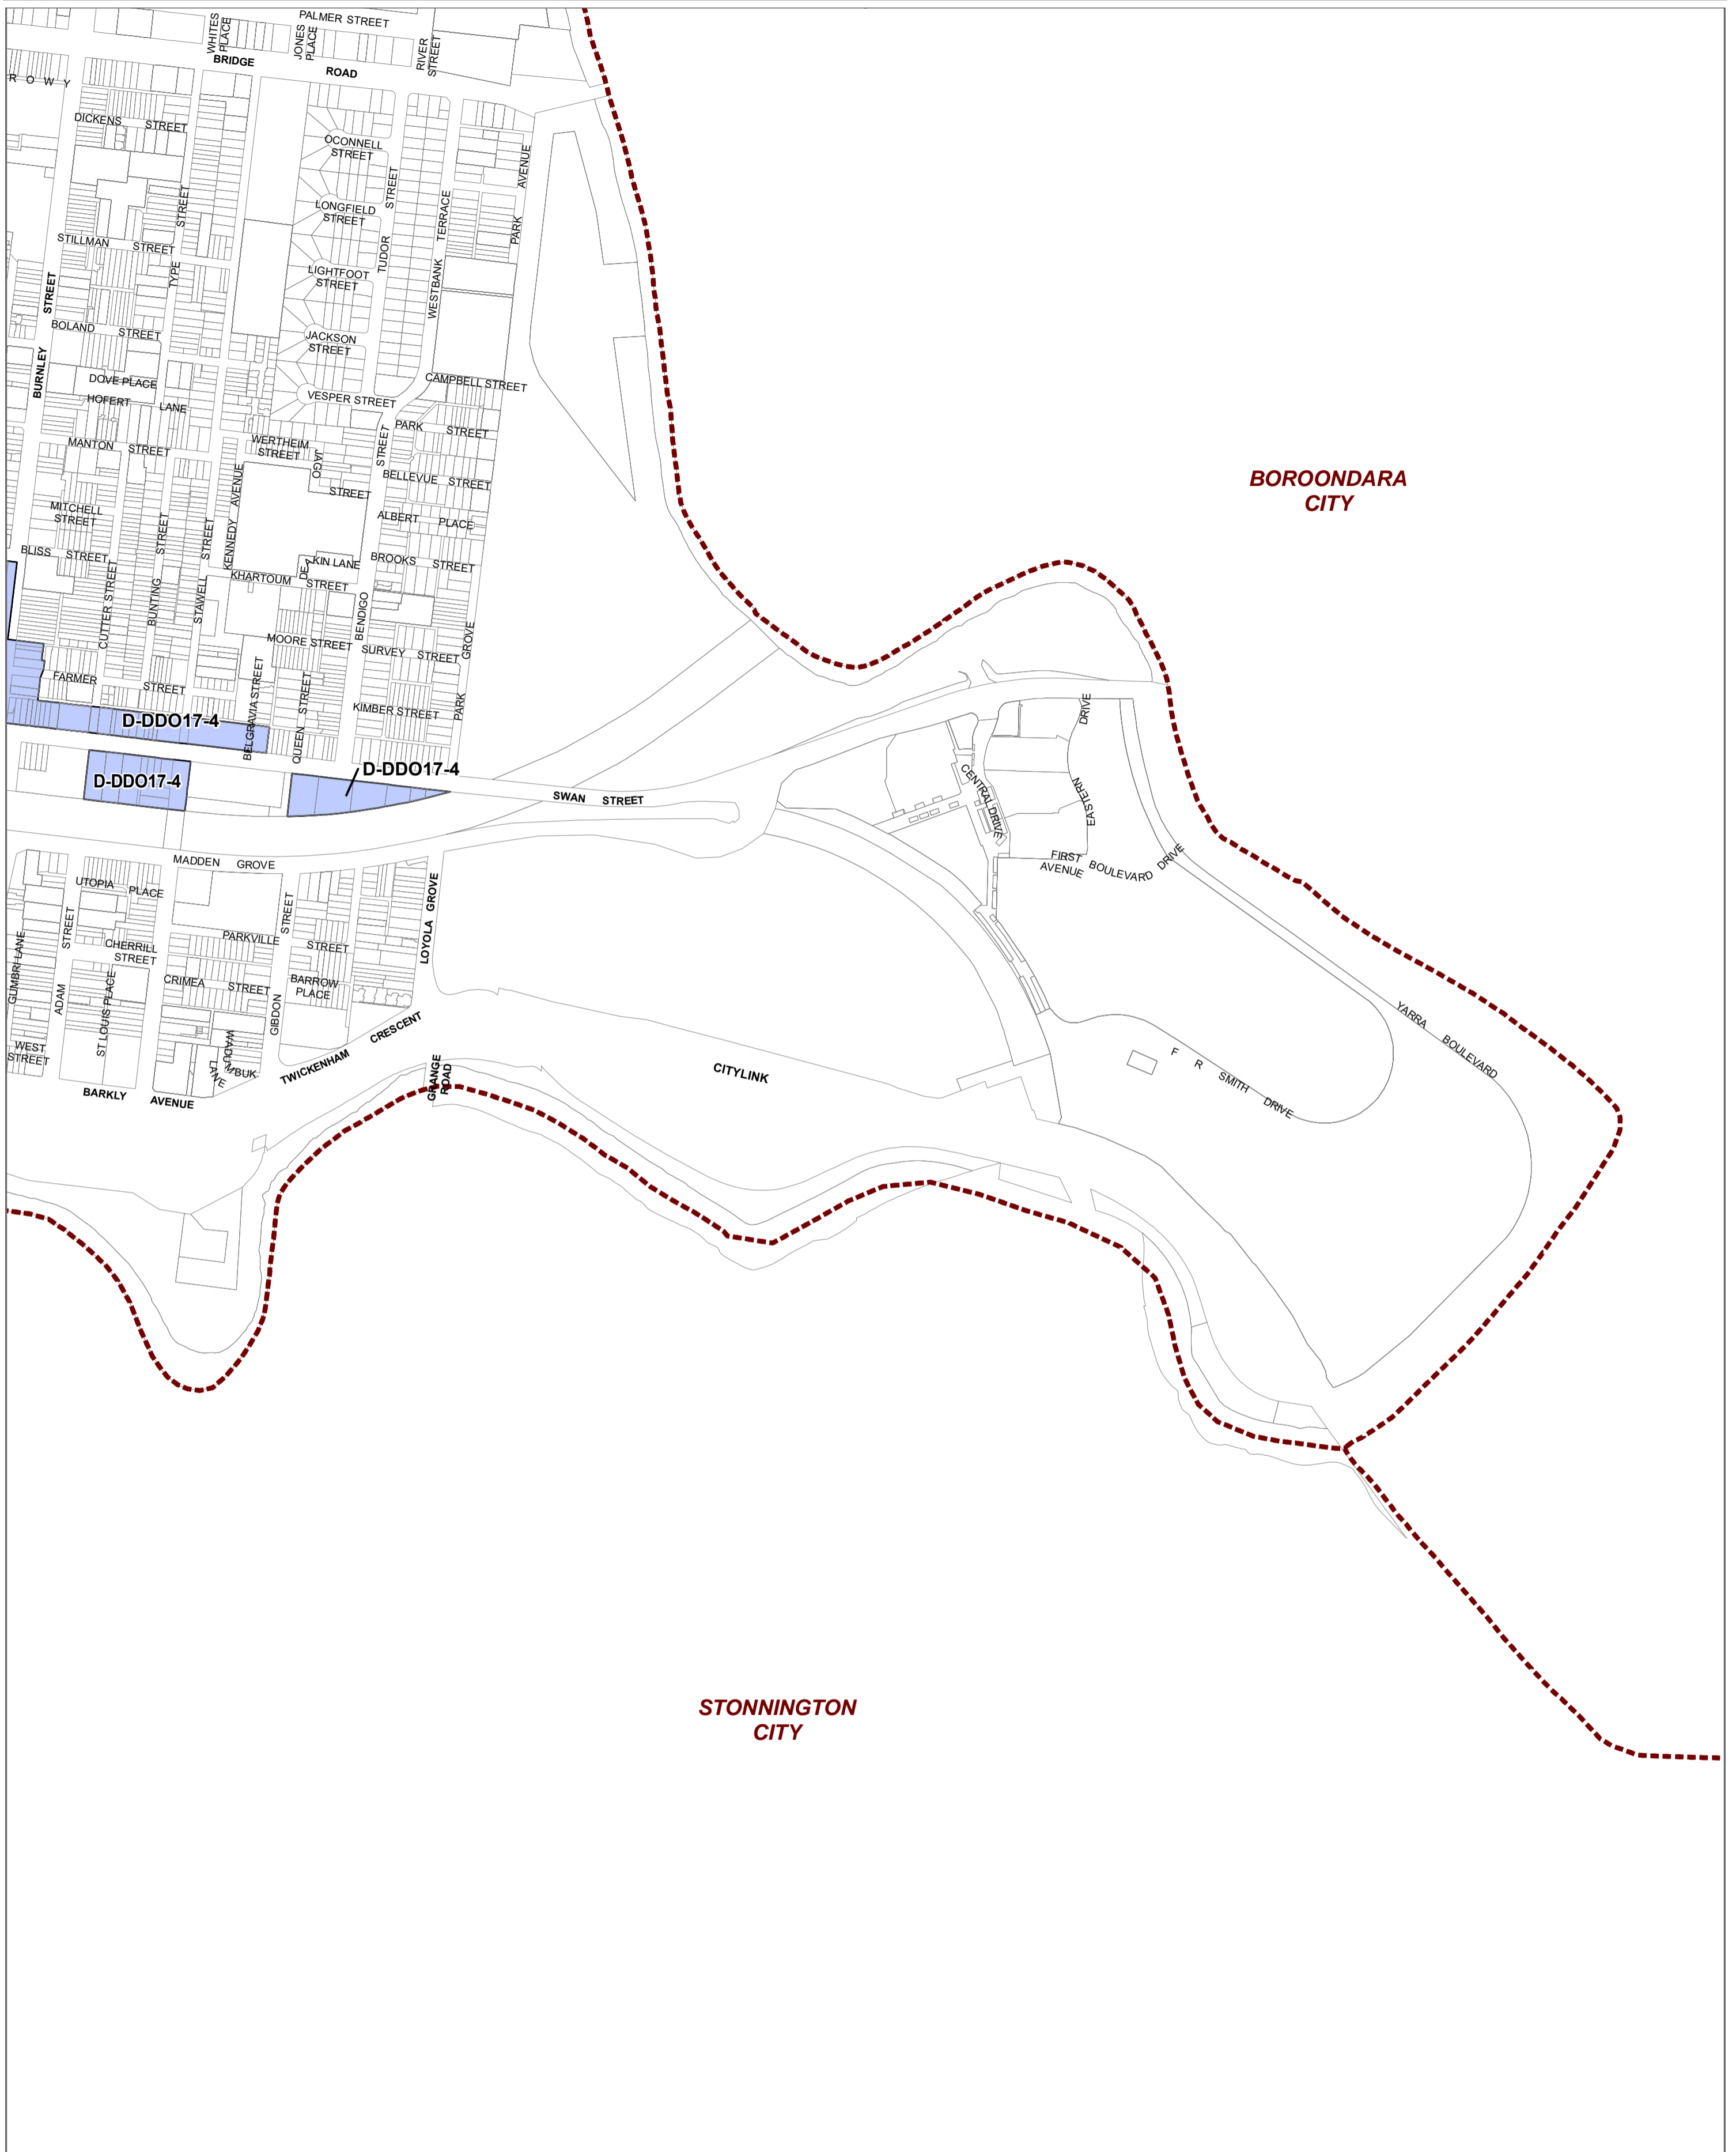 PALMER STREET
WHITES
PLACE
JONES
PLACE
RIVER
STREET
BRIDGE ROAD
R O W Y
DICKENS STREET
OCONNELL
STREET
AVENUE
STREET
STREET
LONGFIELD
STREET
TERRACE
PARK
STILLMAN STREET
TUDOR
TYPE
LIGHTFOOT
STREET
WESTBANK
STREET
BOLAND STREET
JACKSON
STREET
BURNLEY
DOVE PLACE
CAMPBELL STREET
HOFERT LANE
VESPER STREET
PARK STREET
MANTON STREET
WERTHEIM
STREET
STREET
JAGO
STREET
BELLEVUE STREET
BOROONDARA
CITY
AVENUE
KENNEDY
MITCHELL
STREET
ALBERT PLACE
STREET
STREET
BLISS STREET
BROOKS STREET
DEAKIN LANE
KHARTOUM STREET
CUTTER STREET
BUNTING
STAWELL
BENDIGO
MOORE STREET
SURVEY STREET
GROVE
FARMER STREET
BELGRAVIA STREET
QUEEN STREET
KIMBER STREET
PARK
DRIVE
D-DDO17-4
D-DDO17-4
D-DDO17-4
SWAN STREET
CENTRAL DRIVE
EASTERN
MADDEN GROVE
FIRST
AVENUE
BOULEVARD DRIVE
UTOPIA PLACE
LOYOLA GROVE
STREET
STREET
PARKVILLE STREET
CHERRILL
STREET
GUMBRI LANE
CRIMEA STREET
BARROW
PLACE
ADAM
ST LOUIS PLACE
GIBDON
YARRA BOULEVARD
CRESCENT
TWICKENHAM
WEST
STREET
LANE
GRANGE
ROAD
CITYLINK
F R SMITH DRIVE
BARKLY AVENUE
STONNINGTON
CITY